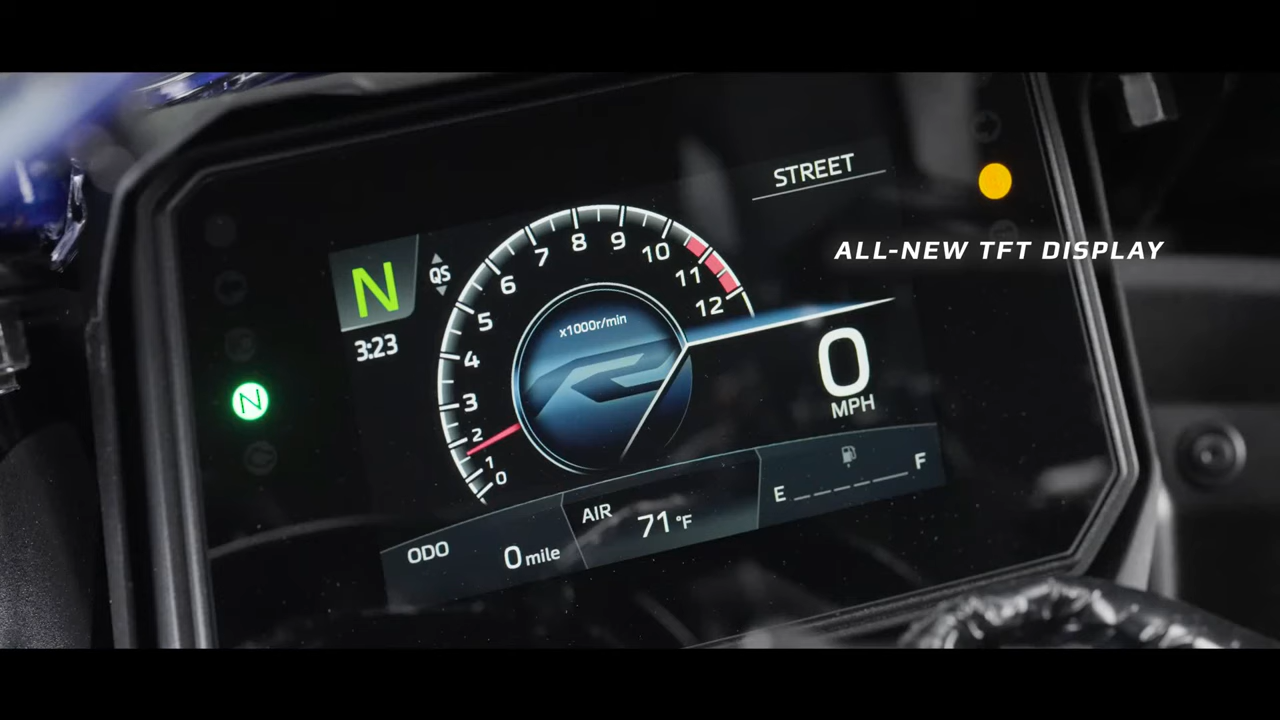 STREET
ALL-NEW TFT DISPLAY
N
QS
3:23
x1000r/min
0
1
2
3
4
5
6
7
8
9
10
11
12
0
MPH
N
ODO
0 mile
AIR
71 °F
E
F